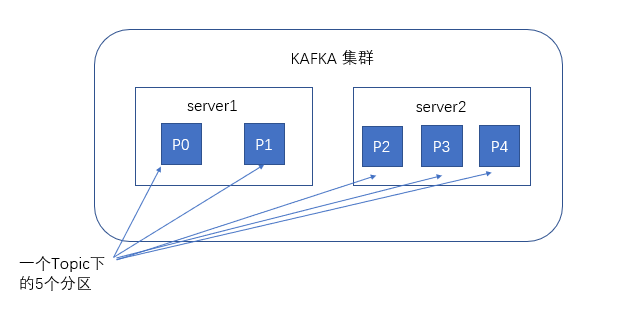 KAFKA 集群
server1
server2
P0
P1
P2
P3
P4
一个Topic下
的5个分区